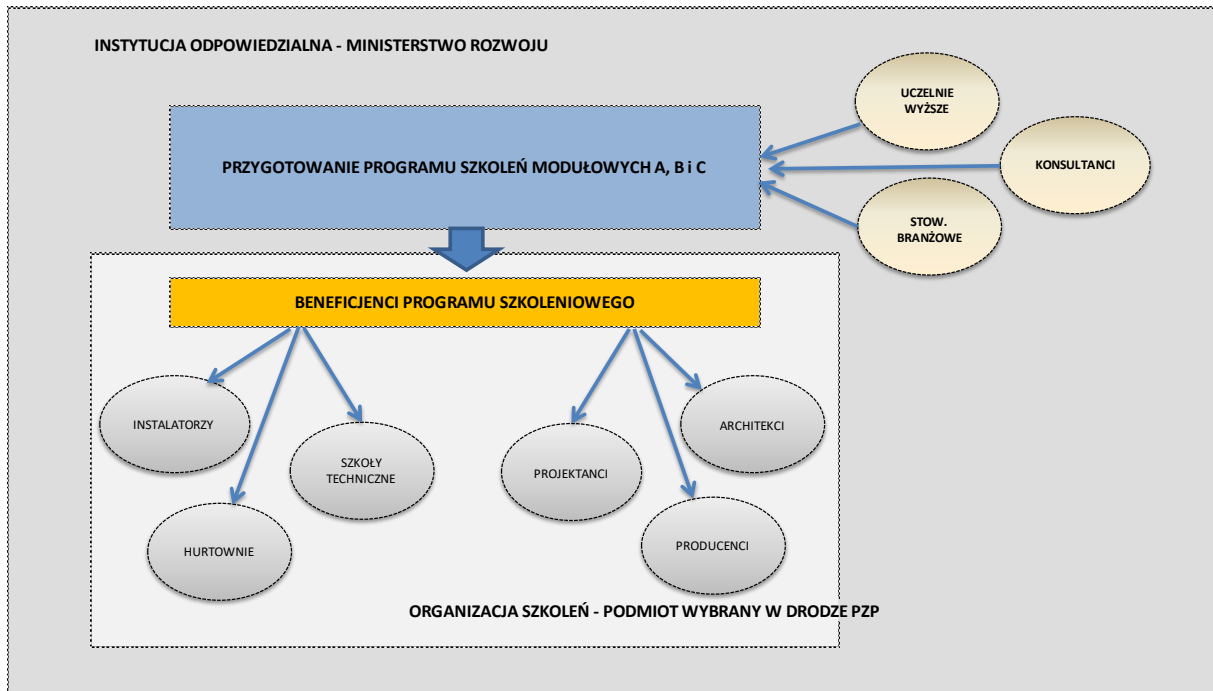 INSTYTUCJA ODPOWIEDZIALNA - MINISTERSTWO ROZWOJU
UCZELNIE
WYŻSZE
PRZYGOTOWANIE PROGRAMU SZKOLEŃ MODUŁOWYCH A, B i C
KONSULTANCI
STOW.
BRANŻOWE
BENEFICJENCI PROGRAMU SZKOLENIOWEGO
INSTALATORZY
SZKOŁY
TECHNICZNE
HURTOWNIE
PROJEKTANCI
ARCHITEKCI
PRODUCENCI
ORGANIZACJA SZKOLEŃ - PODMIOT WYBRANY W DRODZE PZP